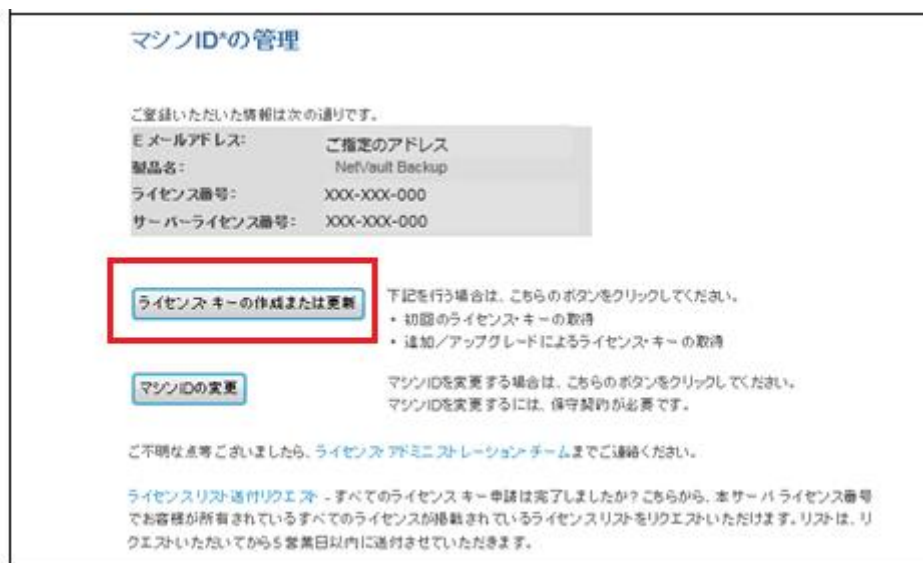 マシンID*の管理
ご登録いただいた情報は次の通りです。
E メールアドレス: ご指定のアドレス
製品名: NetVault Backup
ライセンス番号: XXX-XXX-000
サーバーライセンス番号: XXX-XXX-000
ライセンス・キーの作成または更新
下記を行う場合は、こちらのボタンをクリックしてください。
• 初回のライセンス・キーの取得
• 追加／アップグレードによるライセンス・キーの取得
マシンIDの変更
マシンIDを変更する場合は、こちらのボタンをクリックしてください。
マシンIDを変更するには、保守契約が必要です。
ご不明な点等ございましたら、ライセンス・アドミニストレーション・チームまでご連絡ください。
ライセンスリスト送付リクエスト - すべてのライセンス キー申請は完了しましたか？こちらから、本サーバ ライセンス番号
でお客様が所有されているすべてのライセンスが掲載されているライセンスリストをリクエストいただけます。リストは、リ
クエストいただいてから5 営業日以内に送付させていただきます。